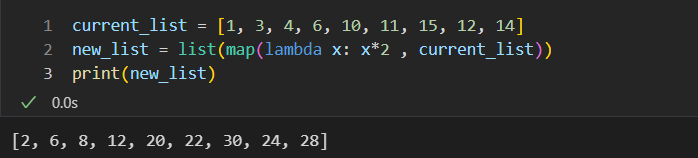 1 current_list = [1, 3, 4, 6, 10, 11, 15, 12, 14]
2 new_list = list(map(lambda x: x*2 , current_list))
3 print(new_list)
0.0s
[2, 6, 8, 12, 20, 22, 30, 24, 28]